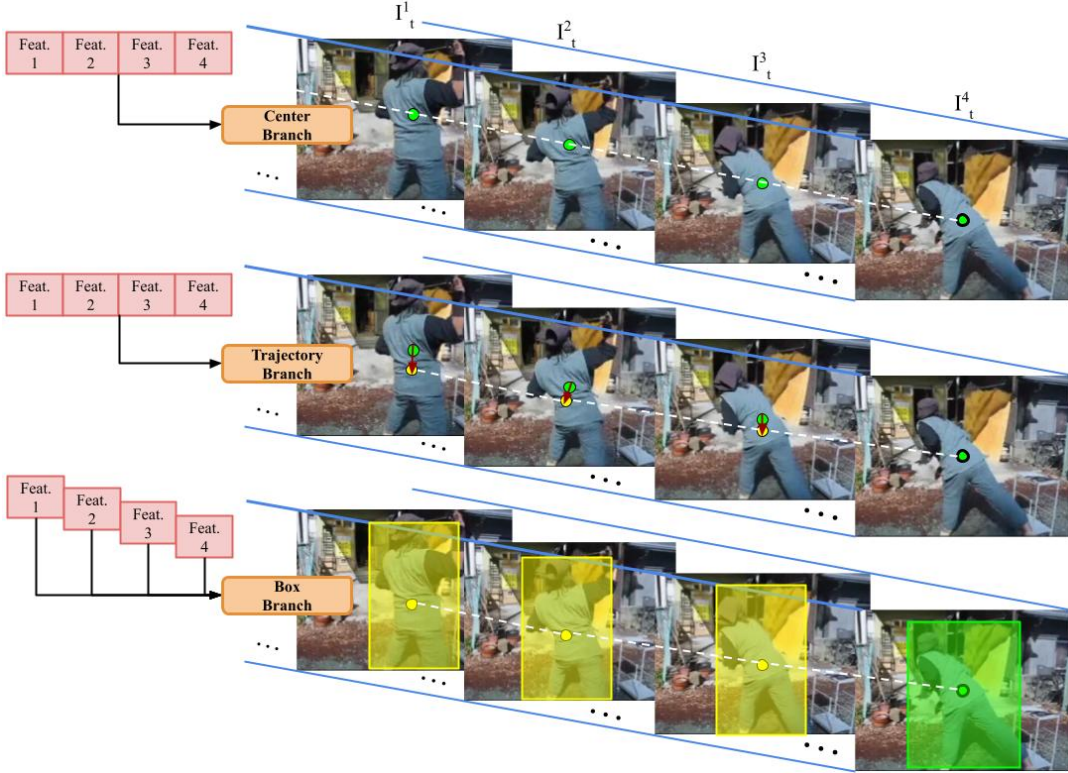 I¹ₜ
I²ₜ
I³ₜ
I⁴ₜ
Feat. Feat. Feat. Feat.
1 2 3 4
Center
Branch
...
...
...
...
Feat. Feat. Feat. Feat.
1 2 3 4
Trajectory
Branch
...
...
...
...
Feat.
1
Feat.
2
Feat.
3
Feat.
4
Box
Branch
...
...
...
...